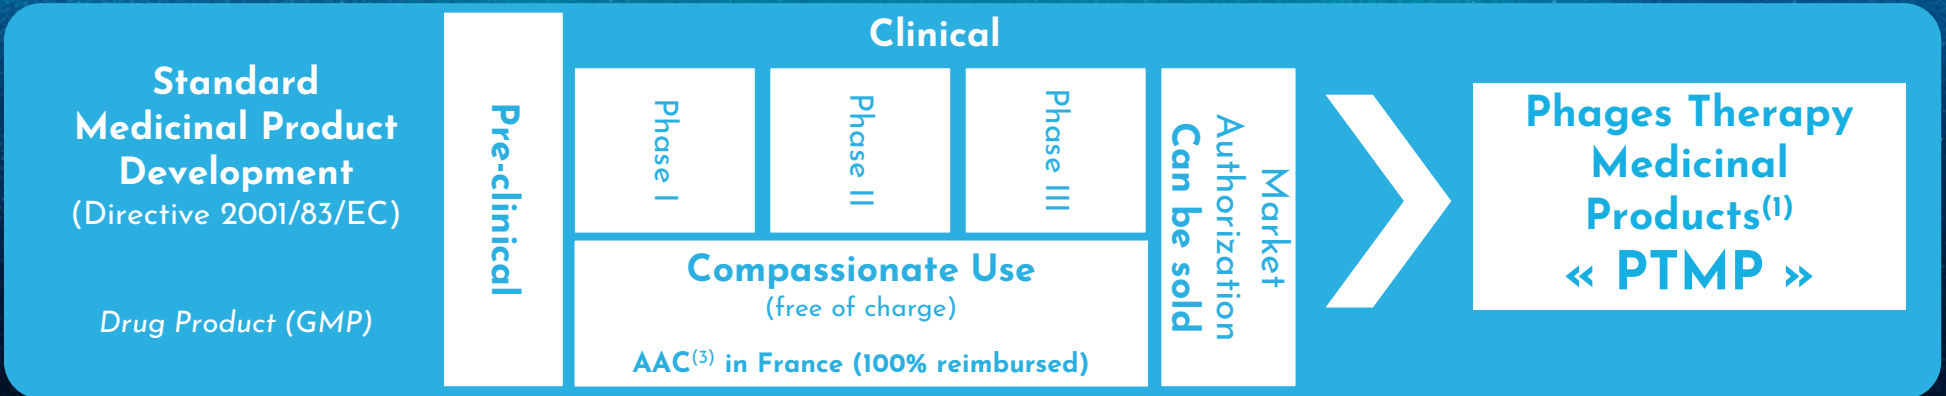 Standard
Medicinal Product
Development
(Directive 2001/83/EC)
Drug Product (GMP)
Pre-clinical
Clinical
Phase I
Phase II
Phase III
Compassionate Use
(free of charge)
AAC(3) in France (100% reimbursed)
Market
Authorization
Can be sold
Phages Therapy
Medicinal
Products(1)
« PTMP »